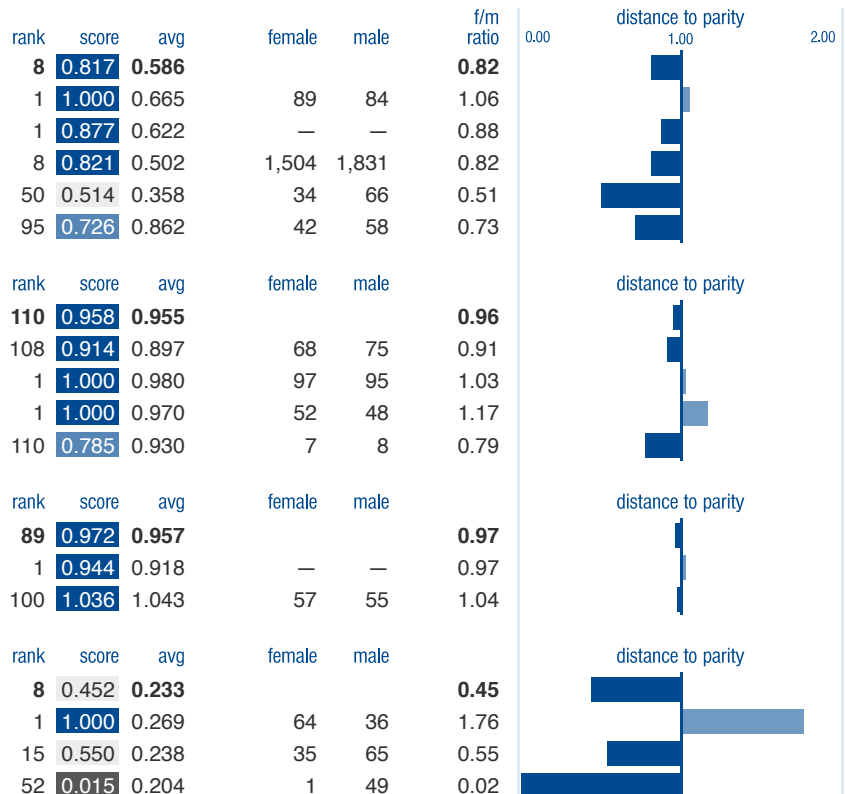 f/m distance to parity
rank score avg female male ratio 0.00 1.00 2.00
8 0.817 0.586 0.82
1 1.000 0.665 89 84 1.06
1 0.877 0.622 — — 0.88
8 0.821 0.502 1,504 1,831 0.82
50 0.514 0.358 34 66 0.51
95 0.726 0.862 42 58 0.73
rank score avg female male distance to parity
110 0.958 0.955 0.96
108 0.914 0.897 68 75 0.91
1 1.000 0.980 97 95 1.03
1 1.000 0.970 52 48 1.17
110 0.785 0.930 7 8 0.79
rank score avg female male distance to parity
89 0.972 0.957 0.97
1 0.944 0.918 — — 0.97
100 1.036 1.043 57 55 1.04
rank score avg female male distance to parity
8 0.452 0.233 0.45
1 1.000 0.269 64 36 1.76
15 0.550 0.238 35 65 0.55
52 0.015 0.204 1 49 0.02